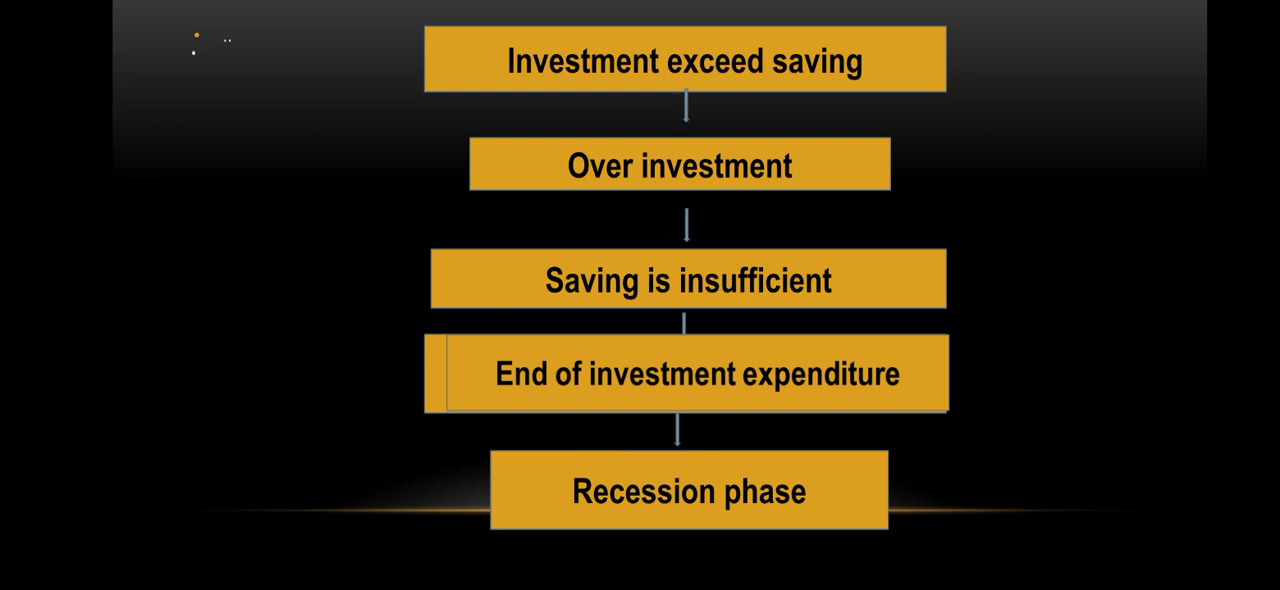 Investment exceed saving
Over investment
Saving is insufficient
End of investment expenditure
Recession phase